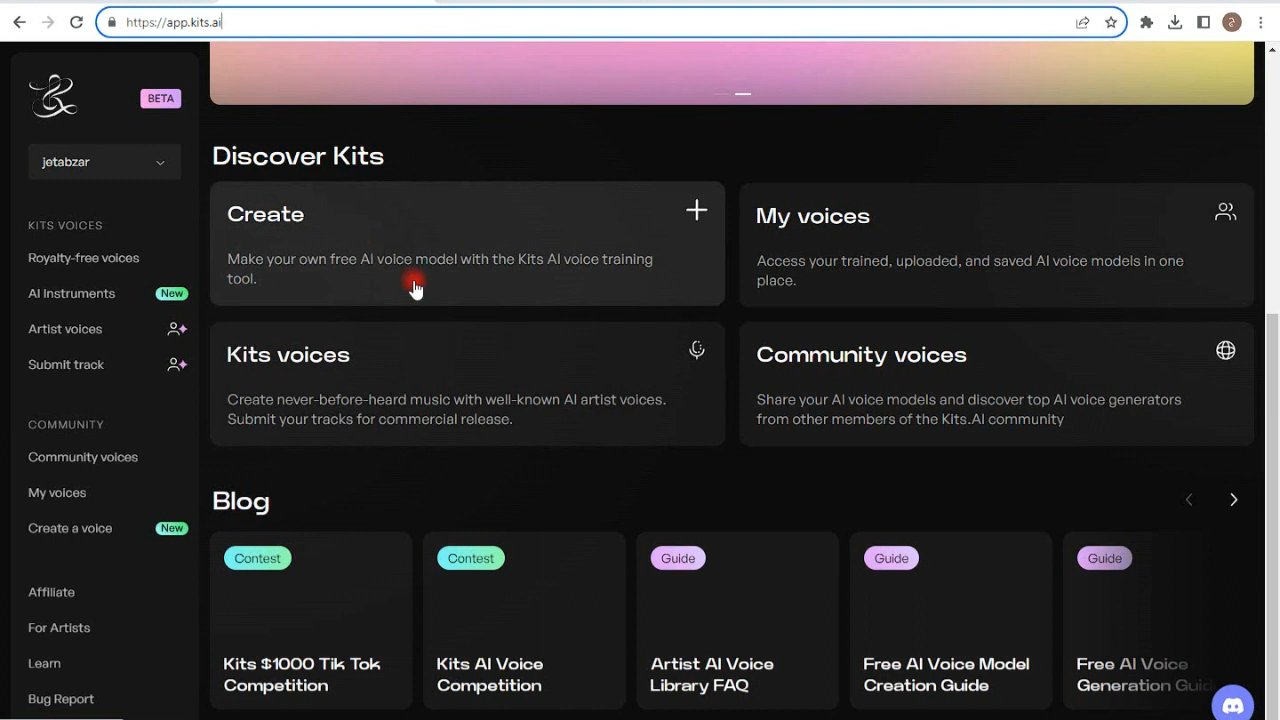 https://app.kits.ai
BETA
jetabzar
KITS VOICES
Royalty-free voices
AI Instruments New
Artist voices
Submit track
COMMUNITY
Community voices
My voices
Create a voice New
Affiliate
For Artists
Learn
Bug Report
Discover Kits
Create
Make your own free AI voice model with the Kits AI voice training
tool.
My voices
Access your trained, uploaded, and saved AI voice models in one
place.
Kits voices
Create never-before-heard music with well-known AI artist voices.
Submit your tracks for commercial release.
Community voices
Share your AI voice models and discover top AI voice generators
from other members of the Kits.AI community
Blog
Contest
Kits $1000 Tik Tok
Competition
Contest
Kits AI Voice
Competition
Guide
Artist AI Voice
Library FAQ
Guide
Free AI Voice Model
Creation Guide
Guide
Free AI Voice
Generation Guide